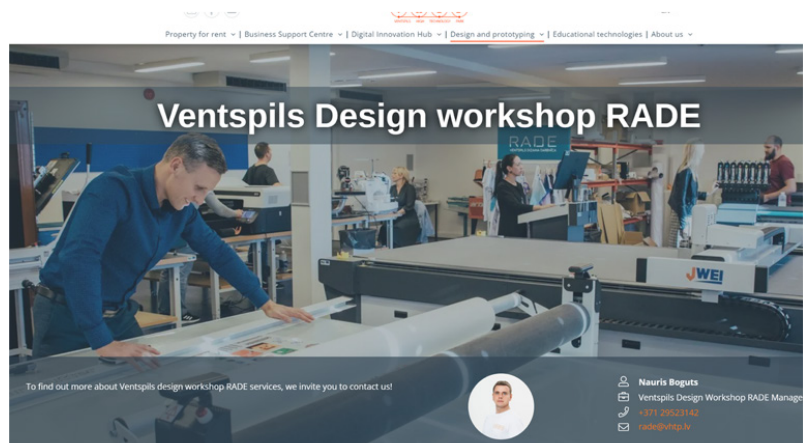 Property for rent | Business Support Centre | Digital Innovation Hub | Design and prototyping | Educational technologies | About us
Ventspils Design workshop RADE
RADE
JWEI
To find out more about Ventspils design workshop RADE services, we invite you to contact us!
Nauris Boguts
Ventspils Design Workshop RADE Manage
+371 29523142
rade@vhtp.lv